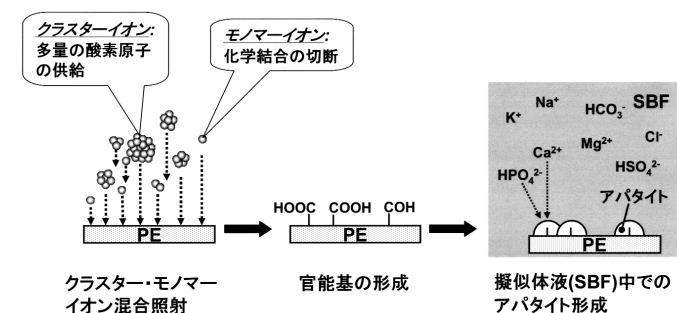 クラスターイオン:
多量の酸素原子
の供給
モノマーイオン:
化学結合の切断
PE
クラスター・モノマー
イオン混合照射
HOOC COOH COH
PE
官能基の形成
SBF
K⁺ Na⁺ HCO₃⁻
Ca²⁺ Mg²⁺ Cl⁻
HPO₄²⁻ HSO₄²⁻
アパタイト
PE
擬似体液(SBF)中での
アパタイト形成